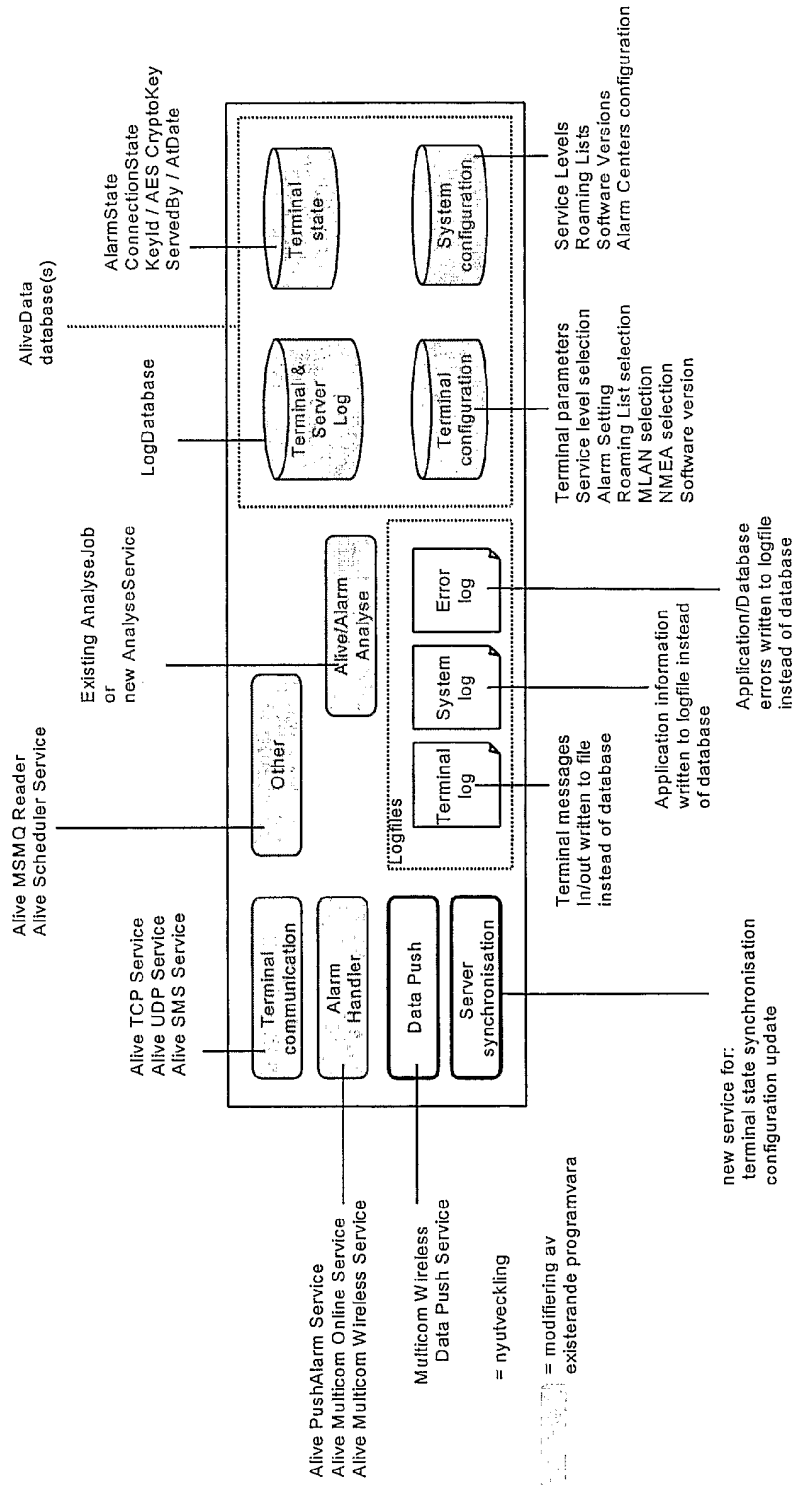 Alive MSMQ Reader
Alive Scheduler Service
AliveData
database(s)
Existing AnalyseJob
or
new AnalyseService
LogDatabase
AlarmState
ConnectionState
KeyId / AES CryptoKey
ServedBy / AtDate
Alive TCP Service
Alive UDP Service
Alive SMS Service
Terminal
communication
Other
Terminal &
Server
Log
Terminal
state
Alarm
Handler
Alive/Alarm
Analyse
Alive PushAlarm Service
Alive Multicom Online Service
Alive Multicom Wireless Service
Data Push
Server
synchronisation
Logfiles
Terminal
log
System
log
Error
log
Terminal
configuration
System
configuration
Multicom Wireless
Data Push Service
= nyutveckling
= modifiering av
existerande programvara
Terminal messages
In/out written to file
instead of database
Terminal parameters
Service level selection
Alarm Setting
Roaming List selection
MLAN selection
NMEA selection
Software version
Service Levels
Roaming Lists
Software Versions
Alarm Centers configuration
Application information
written to logfile instead
of database
new service for:
terminal state synchronisation
configuration update
Application/Database
errors written to logfile
instead of database